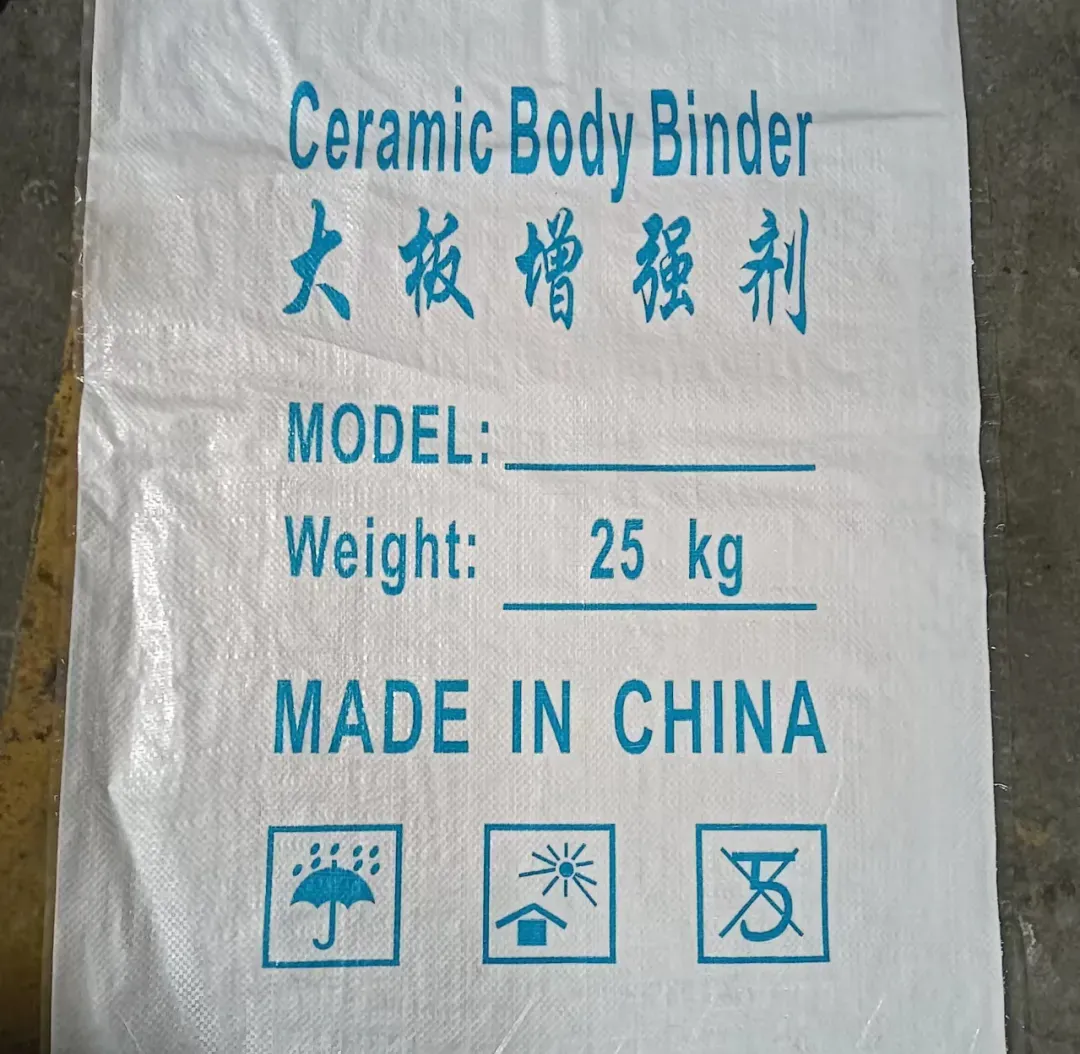 Ceramic Body Binder
大板增强剂
MODEL:
Weight: 25 kg
MADE IN CHINA